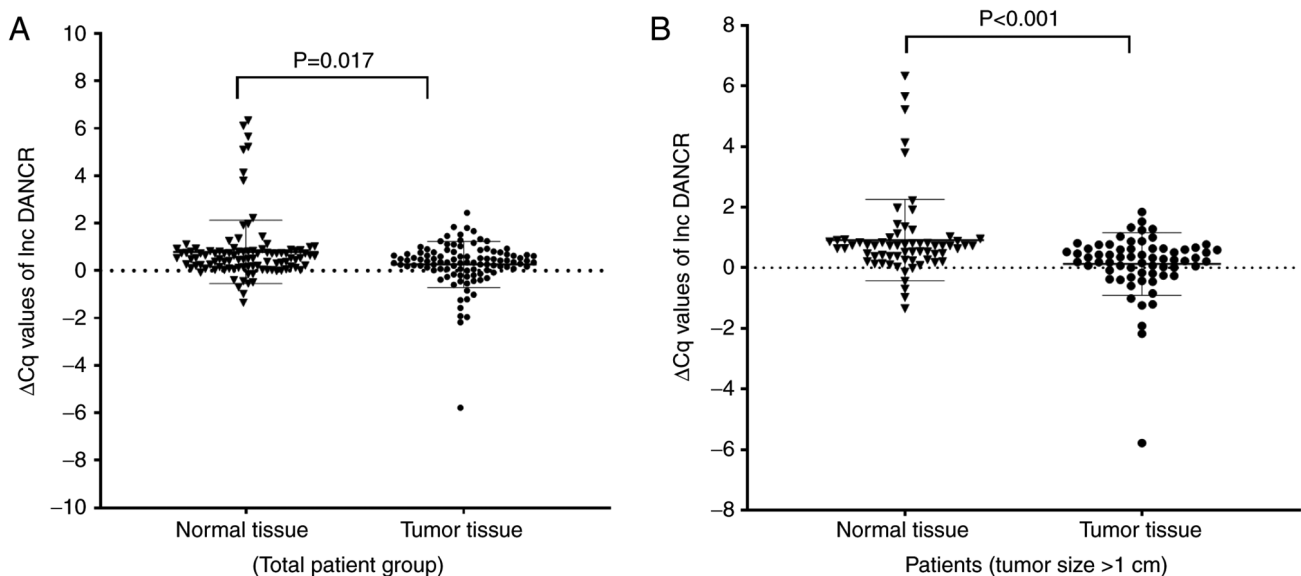 A
P=0.017
10
8
6
4
2
0
−2
−4
−6
−8
−10
ΔCq values of lnc DANCR
Normal tissue
Tumor tissue
(Total patient group)
B
P<0.001
8
6
4
2
0
−2
−4
−6
−8
ΔCq values of lnc DANCR
Normal tissue
Tumor tissue
Patients (tumor size >1 cm)